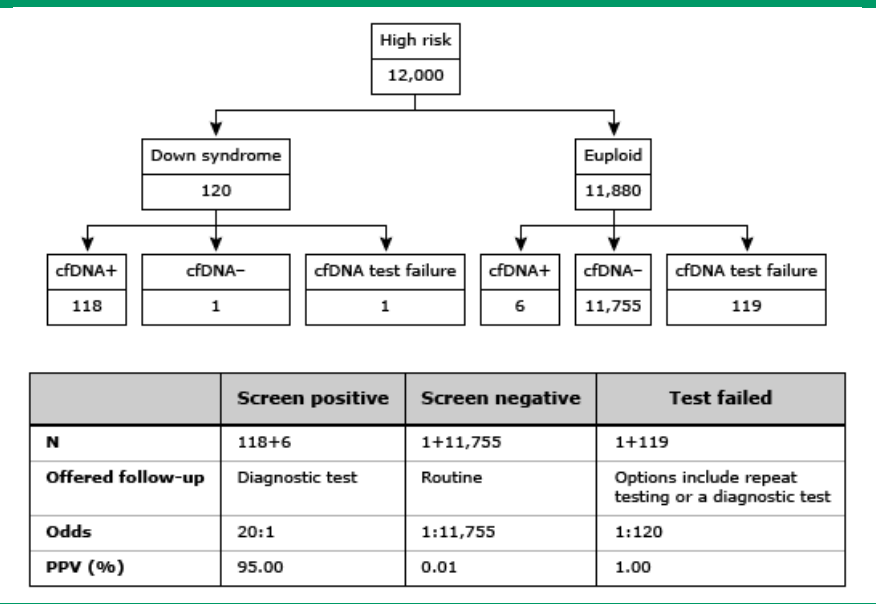 High risk
12,000
Down syndrome
120
Euploid
11,880
cfDNA+
118
cfDNA–
1
cfDNA test failure
1
cfDNA+
6
cfDNA–
11,755
cfDNA test failure
119
Screen positive Screen negative Test failed
N 118+6 1+11,755 1+119
Offered follow-up Diagnostic test Routine Options include repeat
testing or a diagnostic test
Odds 20:1 1:11,755 1:120
PPV (%) 95.00 0.01 1.00